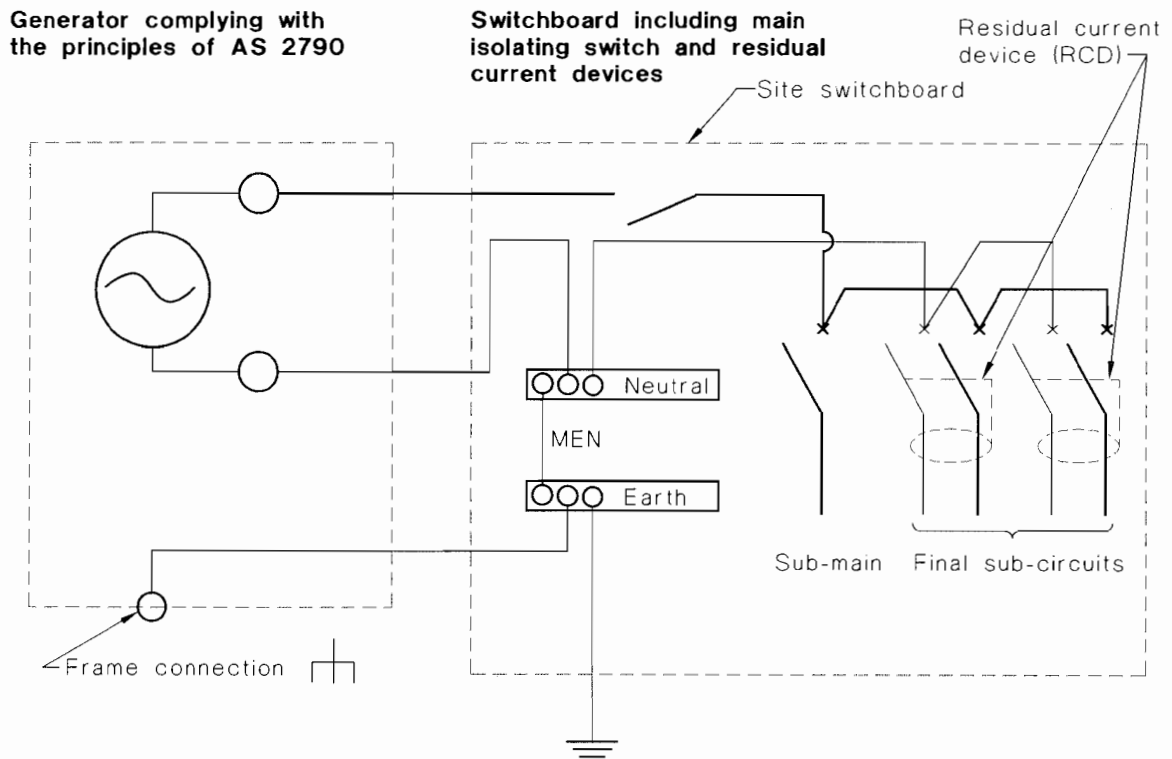 Generator complying with
the principles of AS 2790
Switchboard including main
isolating switch and residual
current devices
Residual current
device (RCD)
Site switchboard
Neutral
MEN
Earth
Sub-main
Final sub-circuits
Frame connection